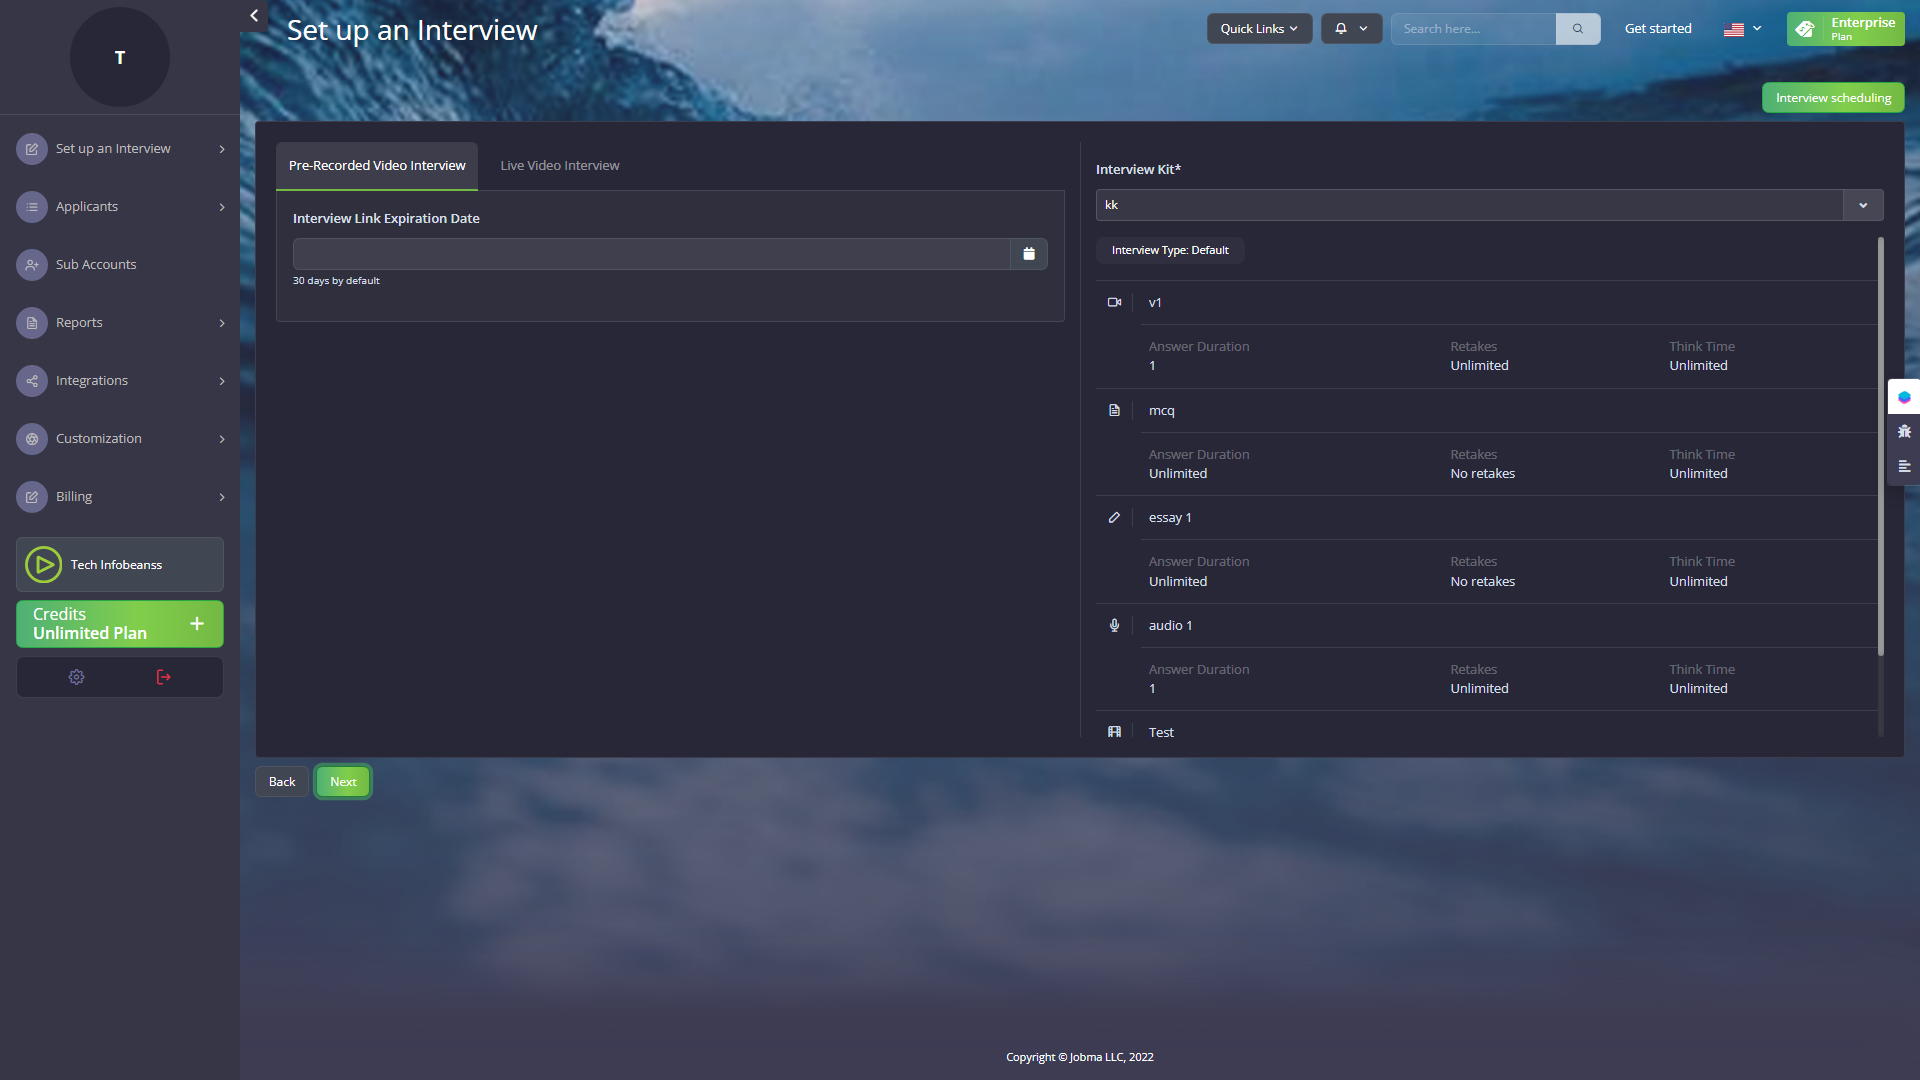 T
Set up an Interview
Applicants
Sub Accounts
Reports
Integrations
Customization
Billing
Tech Infobeanss
Credits
Unlimited Plan
Set up an Interview
Quick Links
Search here...
Get started
Enterprise
Plan
Interview scheduling
Pre-Recorded Video Interview
Live Video Interview
Interview Link Expiration Date
30 days by default
Interview Kit*
kk
Interview Type: Default
v1
Answer Duration Retakes Think Time
1 Unlimited Unlimited
mcq
Answer Duration Retakes Think Time
Unlimited No retakes Unlimited
essay 1
Answer Duration Retakes Think Time
Unlimited No retakes Unlimited
audio 1
Answer Duration Retakes Think Time
1 Unlimited Unlimited
Test
Back
Next
Copyright © Jobma LLC, 2022